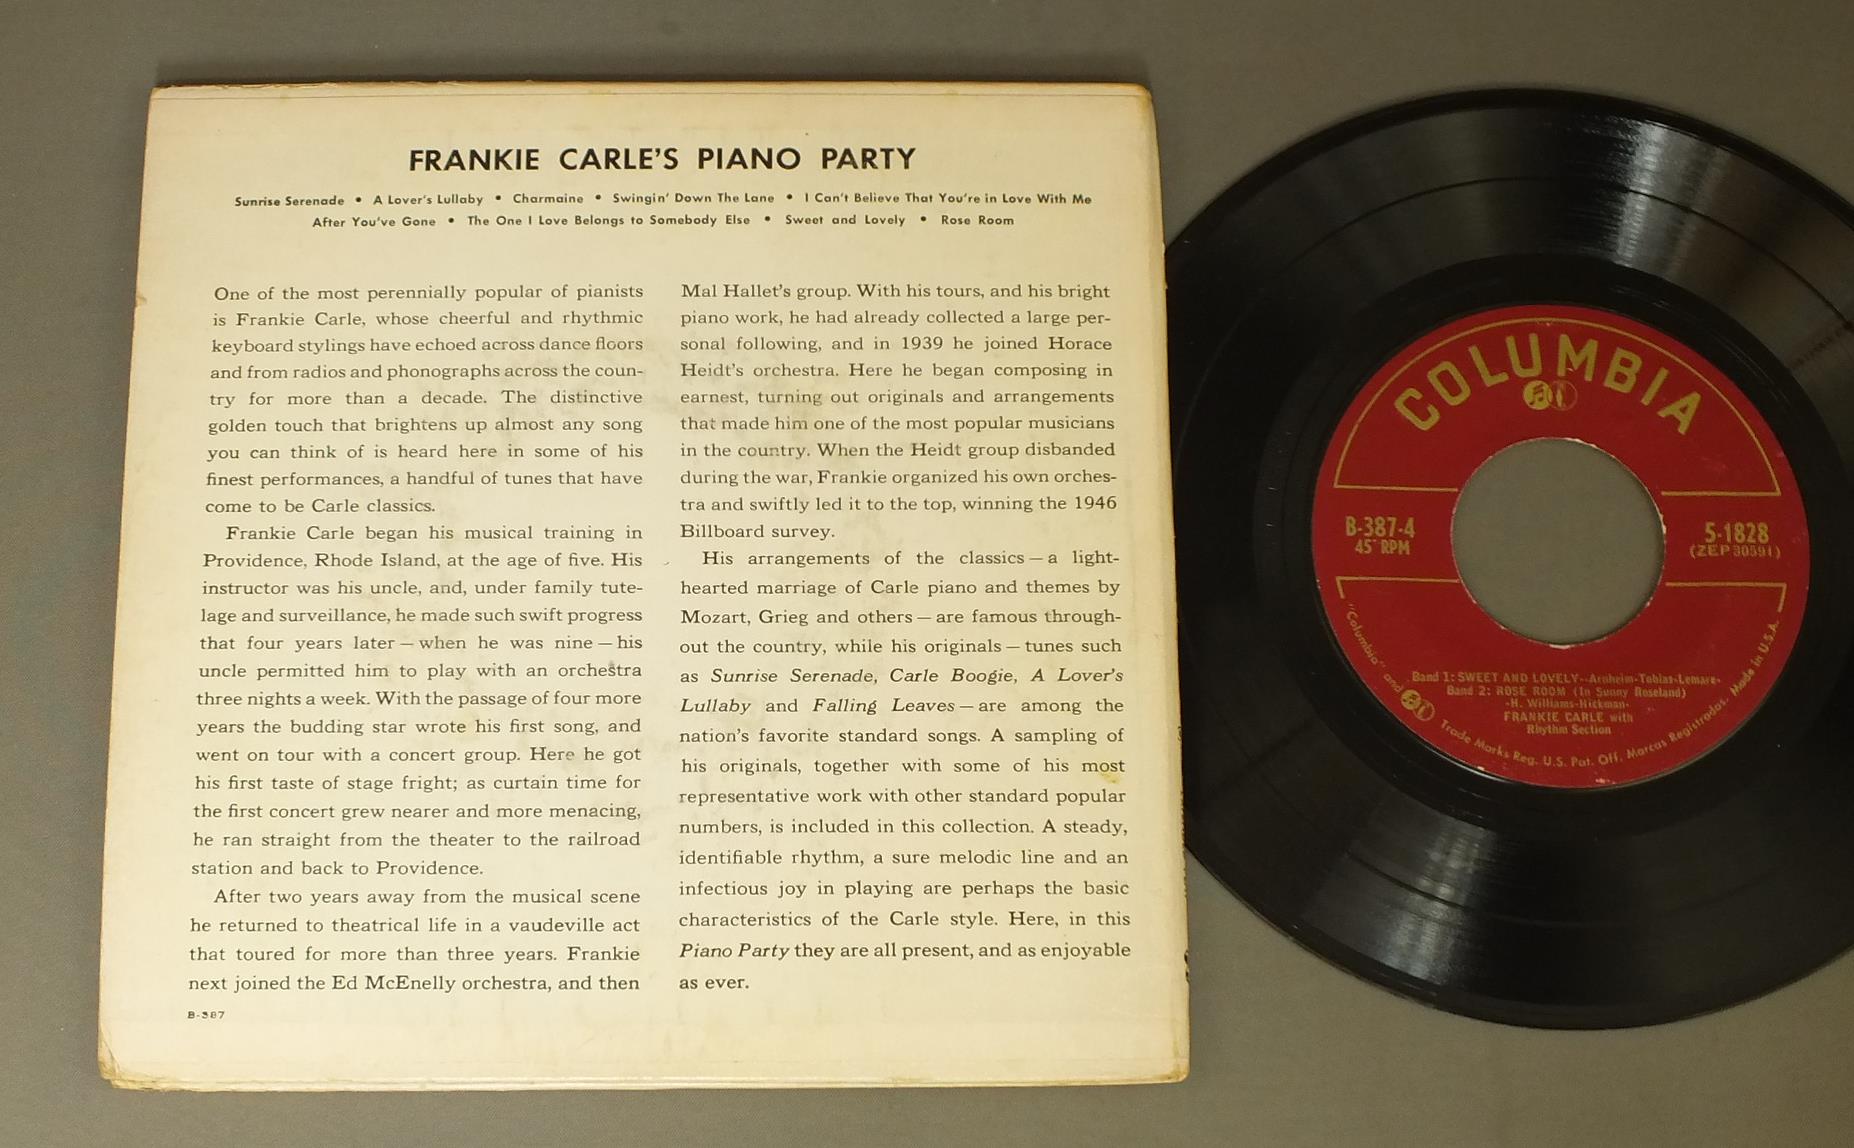 FRANKIE CARLE'S PIANO PARTY
Sunrise Serenade • A Lover's Lullaby • Charmaine • Swingin' Down The Lane • I Can't Believe That You're in Love With Me
After You've Gone • The One I Love Belongs to Somebody Else • Sweet and Lovely • Rose Room
One of the most perennially popular of pianists
is Frankie Carle, whose cheerful and rhythmic
keyboard stylings have echoed across dance floors
and from radios and phonographs across the coun-
try for more than a decade. The distinctive
golden touch that brightens up almost any song
you can think of is heard here in some of his
finest performances, a handful of tunes that have
come to be Carle classics.
Frankie Carle began his musical training in
Providence, Rhode Island, at the age of five. His
instructor was his uncle, and, under family tute-
lage and surveillance, he made such swift progress
that four years later — when he was nine — his
uncle permitted him to play with an orchestra
three nights a week. With the passage of four more
years the budding star wrote his first song, and
went on tour with a concert group. Here he got
his first taste of stage fright; as curtain time for
the first concert grew nearer and more menacing,
he ran straight from the theater to the railroad
station and back to Providence.
After two years away from the musical scene
he returned to theatrical life in a vaudeville act
that toured for more than three years. Frankie
next joined the Ed McEnelly orchestra, and then
B-387
Mal Hallet's group. With his tours, and his bright
piano work, he had already collected a large per-
sonal following, and in 1939 he joined Horace
Heidt's orchestra. Here he began composing in
earnest, turning out originals and arrangements
that made him one of the most popular musicians
in the country. When the Heidt group disbanded
during the war, Frankie organized his own orches-
tra and swiftly led it to the top, winning the 1946
Billboard survey.
His arrangements of the classics — a light-
hearted marriage of Carle piano and themes by
Mozart, Grieg and others — are famous through-
out the country, while his originals — tunes such
as Sunrise Serenade, Carle Boogie, A Lover's
Lullaby and Falling Leaves — are among the
nation's favorite standard songs. A sampling of
his originals, together with some of his most
representative work with other standard popular
numbers, is included in this collection. A steady,
identifiable rhythm, a sure melodic line and an
infectious joy in playing are perhaps the basic
characteristics of the Carle style. Here, in this
Piano Party they are all present, and as enjoyable
as ever.
COLUMBIA
B-387-4
45 RPM
5-1828
(ZEP 30591)
Band 1: SWEET AND LOVELY--Arnheim-Tobias-Lemare-
Band 2: ROSE ROOM (In Sunny Roseland)
-H. Williams-Hickman-
FRANKIE CARLE with
Rhythm Section
"Columbia" and Trade Marks Reg. U.S. Pat. Off. Marcas Registradas. Made in U.S.A.